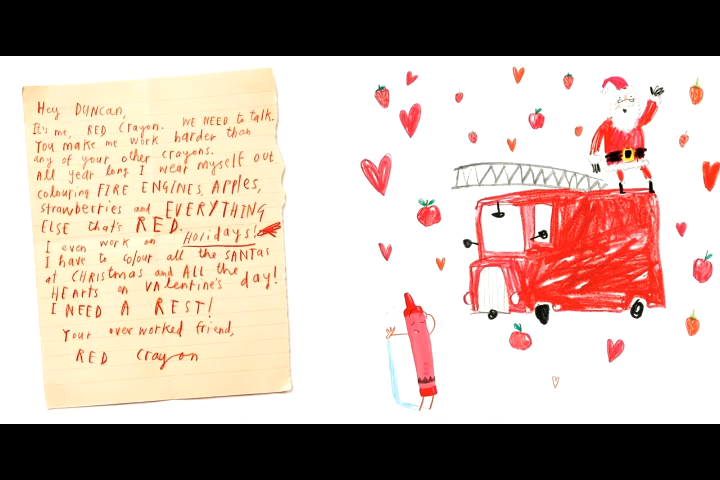 Hey DUNCAN,
It's me, RED Crayon. WE NEED to talk.
You make me work harder than
any of your other crayons.
All year long I wear myself out
colouring FIRE ENGINES, Apples,
strawberries and EVERYTHING
ELSE that's RED.
I even work on Holidays!
I have to colour all the SANTAs
at CHRistmas and ALL the
HEArts on VAlentine's day!
I NEED A REST!
Your overworked friend,
RED Crayon